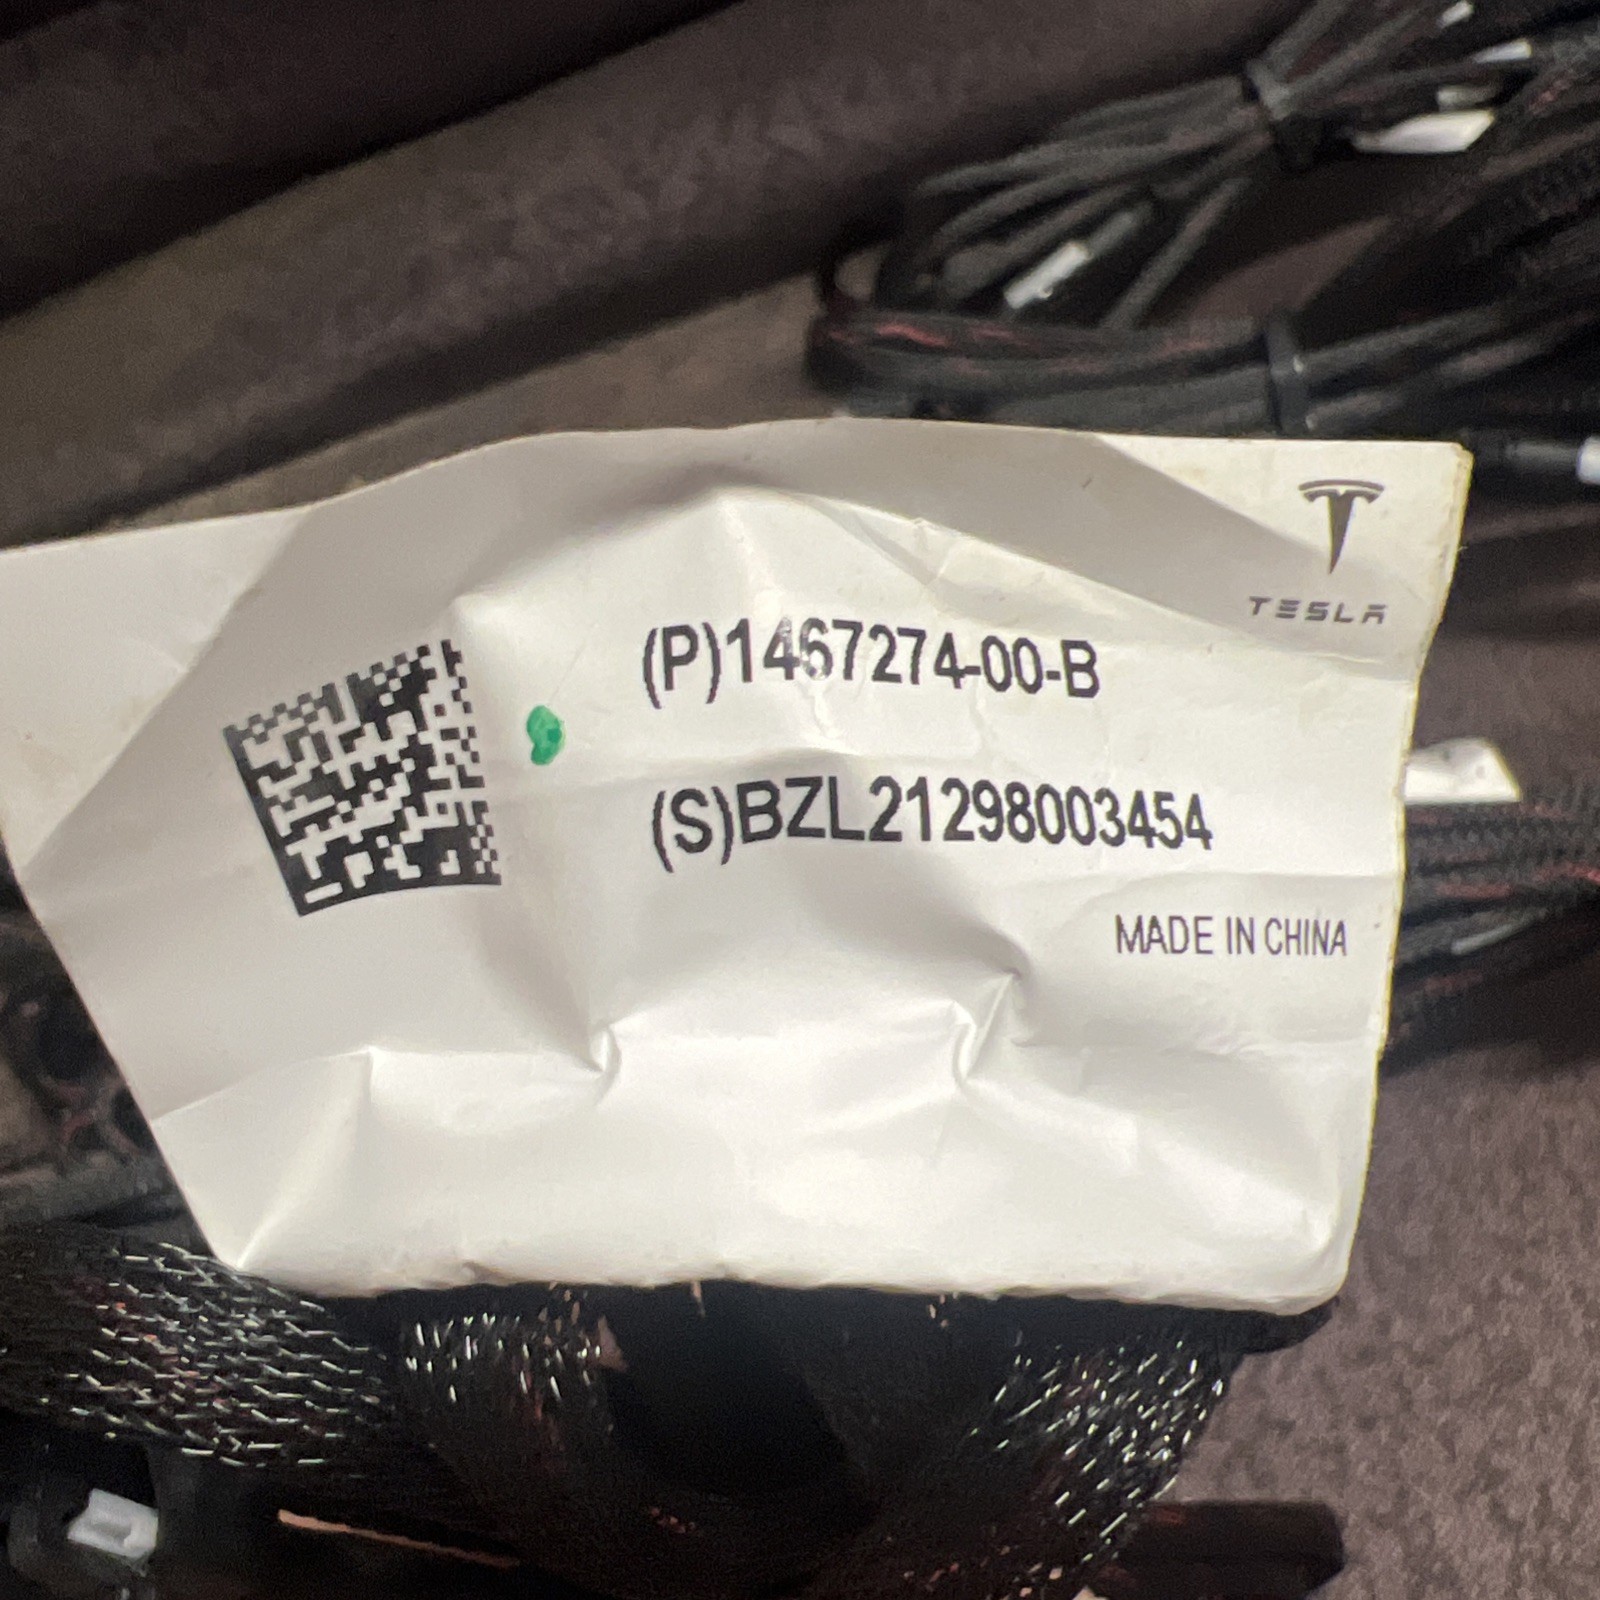 TESLA
(P)1467274-00-B
(S)BZL21298003454
MADE IN CHINA